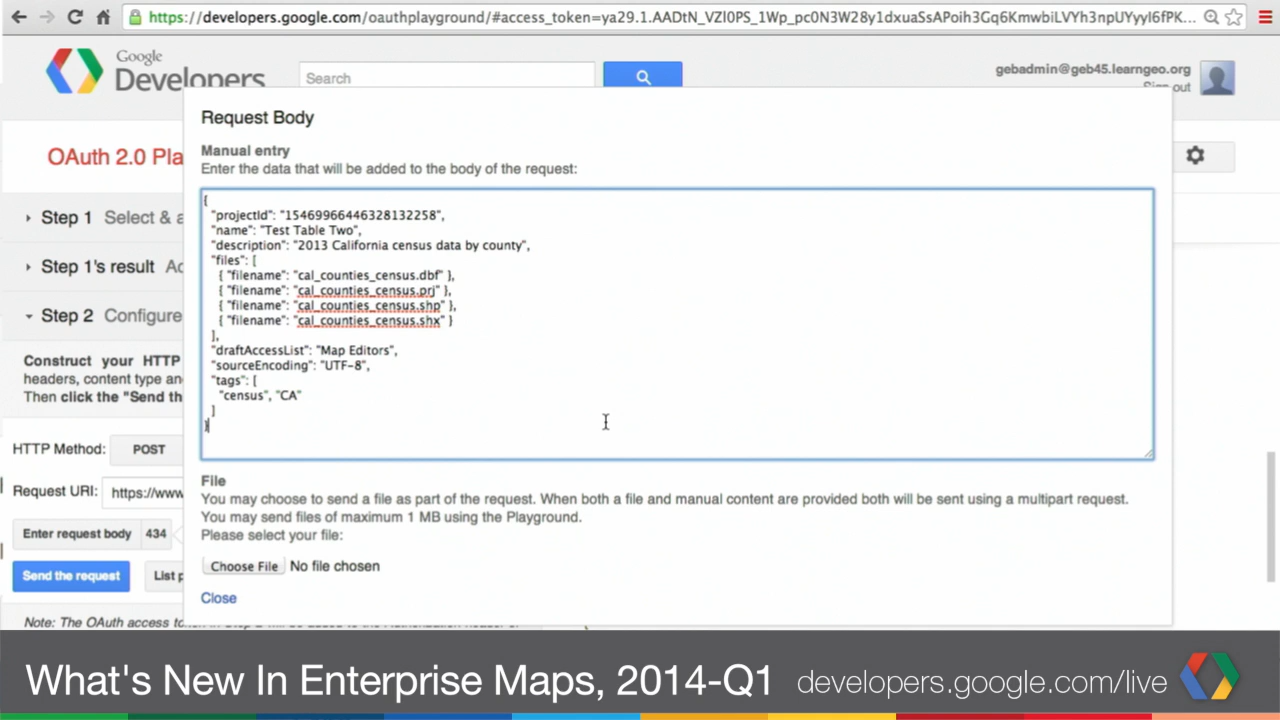 https://developers.google.com/oauthplayground/#access_token=ya29.1.AADtN_VZl0PS_1Wp_pc0N3W28y1dxuaSsAPoih3Gq6KmwbiLVYh3npUYyyI6fPK...
Google
Developers
Search
gebadmin@geb45.learngeo.org
Sign out
OAuth 2.0 Pla
Step 1 Select & a
Step 1's result Ac
Step 2 Configure
Construct your HTTP
headers, content type an
Then click the "Send th
HTTP Method: POST
Request URI: https://www
Enter request body 434
Send the request List p
Note: The OAuth access
Request Body
Manual entry
Enter the data that will be added to the body of the request:
{
"projectId": "15469966446328132258",
"name": "Test Table Two",
"description": "2013 California census data by county",
"files": [
{ "filename": "cal_counties_census.dbf" },
{ "filename": "cal_counties_census.prj" },
{ "filename": "cal_counties_census.shp" },
{ "filename": "cal_counties_census.shx" }
],
"draftAccessList": "Map Editors",
"sourceEncoding": "UTF-8",
"tags": [
"census", "CA"
]
}
File
You may choose to send a file as part of the request. When both a file and manual content are provided both will be sent using a multipart request.
You may send files of maximum 1 MB using the Playground.
Please select your file:
Choose File No file chosen
Close
What's New In Enterprise Maps, 2014-Q1 developers.google.com/live